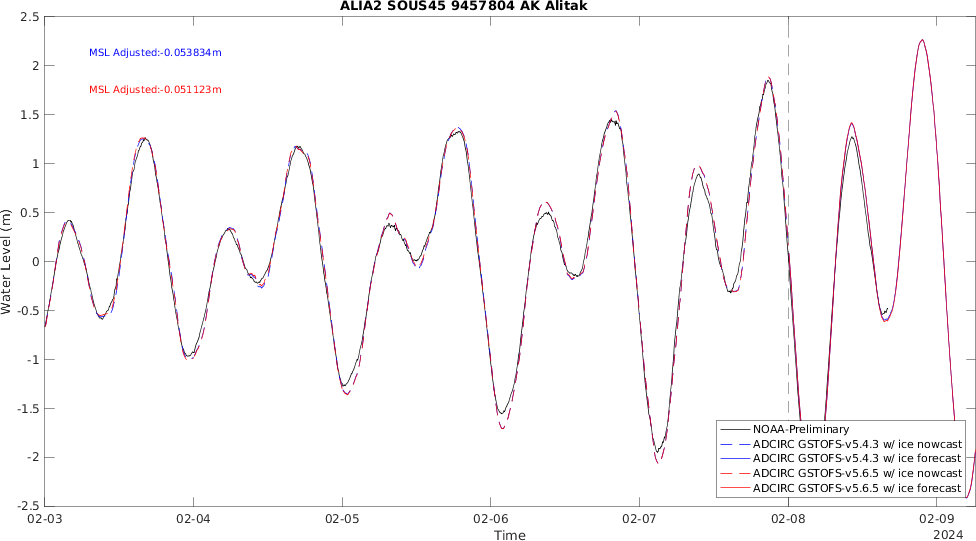 ALIA2 SOUS45 9457804 AK Alitak
MSL Adjusted:-0.053834m
MSL Adjusted:-0.051123m
Water Level (m)
2.5
2
1.5
1
0.5
0
-0.5
-1
-1.5
-2
-2.5
NOAA-Preliminary
ADCIRC GSTOFS-v5.4.3 w/ ice nowcast
ADCIRC GSTOFS-v5.4.3 w/ ice forecast
ADCIRC GSTOFS-v5.6.5 w/ ice nowcast
ADCIRC GSTOFS-v5.6.5 w/ ice forecast
02-03 02-04 02-05 02-06 02-07 02-08 02-09
Time
2024